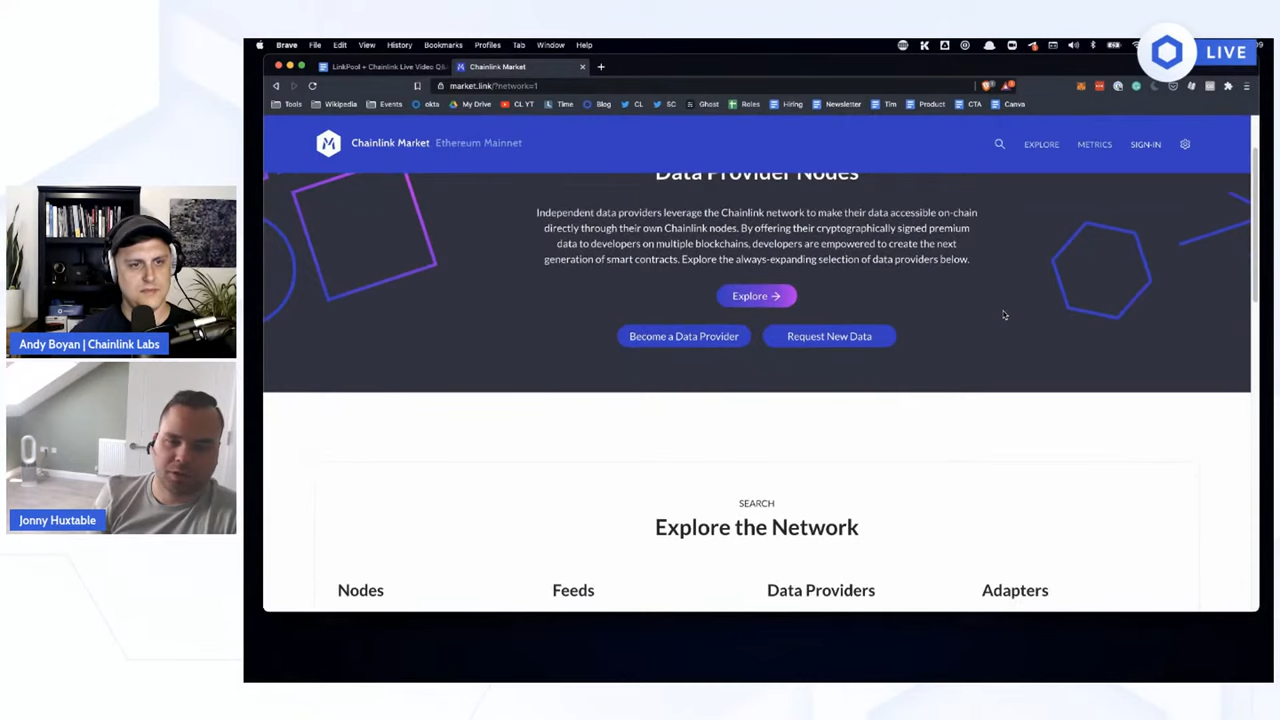 Brave File Edit View History Bookmarks Profiles Tab Window Help
LIVE
LinkPool + Chainlink Live Video Q&
Chainlink Market
market.link/?network=1
Tools Wikipedia Events okta My Drive CL YT Time Blog CL SC Ghost Roles Hiring Newsletter Tim Product CTA Canva
Chainlink Market Ethereum Mainnet
EXPLORE METRICS SIGN-IN
Data Provider Nodes
Independent data providers leverage the Chainlink network to make their data accessible on-chain
directly through their own Chainlink nodes. By offering their cryptographically signed premium
data to developers on multiple blockchains, developers are empowered to create the next
generation of smart contracts. Explore the always-expanding selection of data providers below.
Explore →
Become a Data Provider
Request New Data
Andy Boyan | Chainlink Labs
Jonny Huxtable
SEARCH
Explore the Network
Nodes Feeds Data Providers Adapters